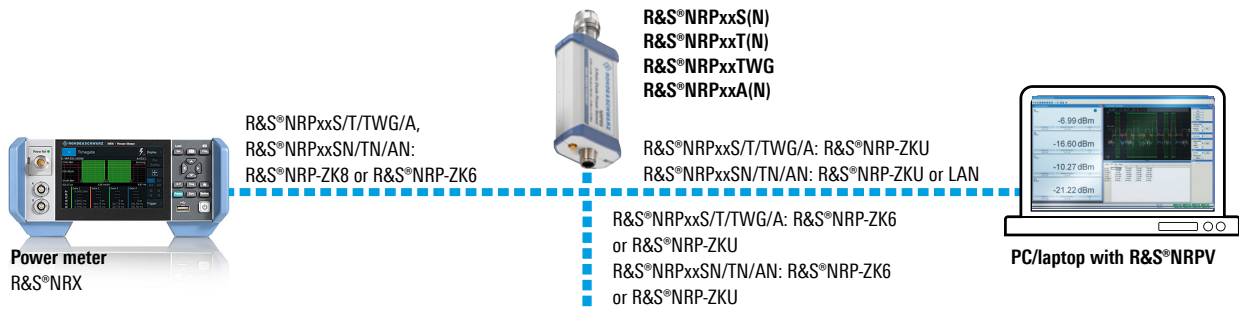 R&S®NRPxxS(N)
R&S®NRPxxT(N)
R&S®NRPxxTWG
R&S®NRPxxA(N)
R&S®NRPxxS/T/TWG/A,
R&S®NRPxxSN/TN/AN:
R&S®NRP-ZK8 or R&S®NRP-ZK6
R&S®NRPxxS/T/TWG/A: R&S®NRP-ZKU
R&S®NRPxxSN/TN/AN: R&S®NRP-ZKU or LAN
-6.99 dBm
-16.60 dBm
-10.27 dBm
-21.22 dBm
R&S®NRPxxS/T/TWG/A: R&S®NRP-ZK6
or R&S®NRP-ZKU
R&S®NRPxxSN/TN/AN: R&S®NRP-ZK6
or R&S®NRP-ZKU
Power meter
R&S®NRX
PC/laptop with R&S®NRPV
ROHDE&SCHWARZ
Timegate